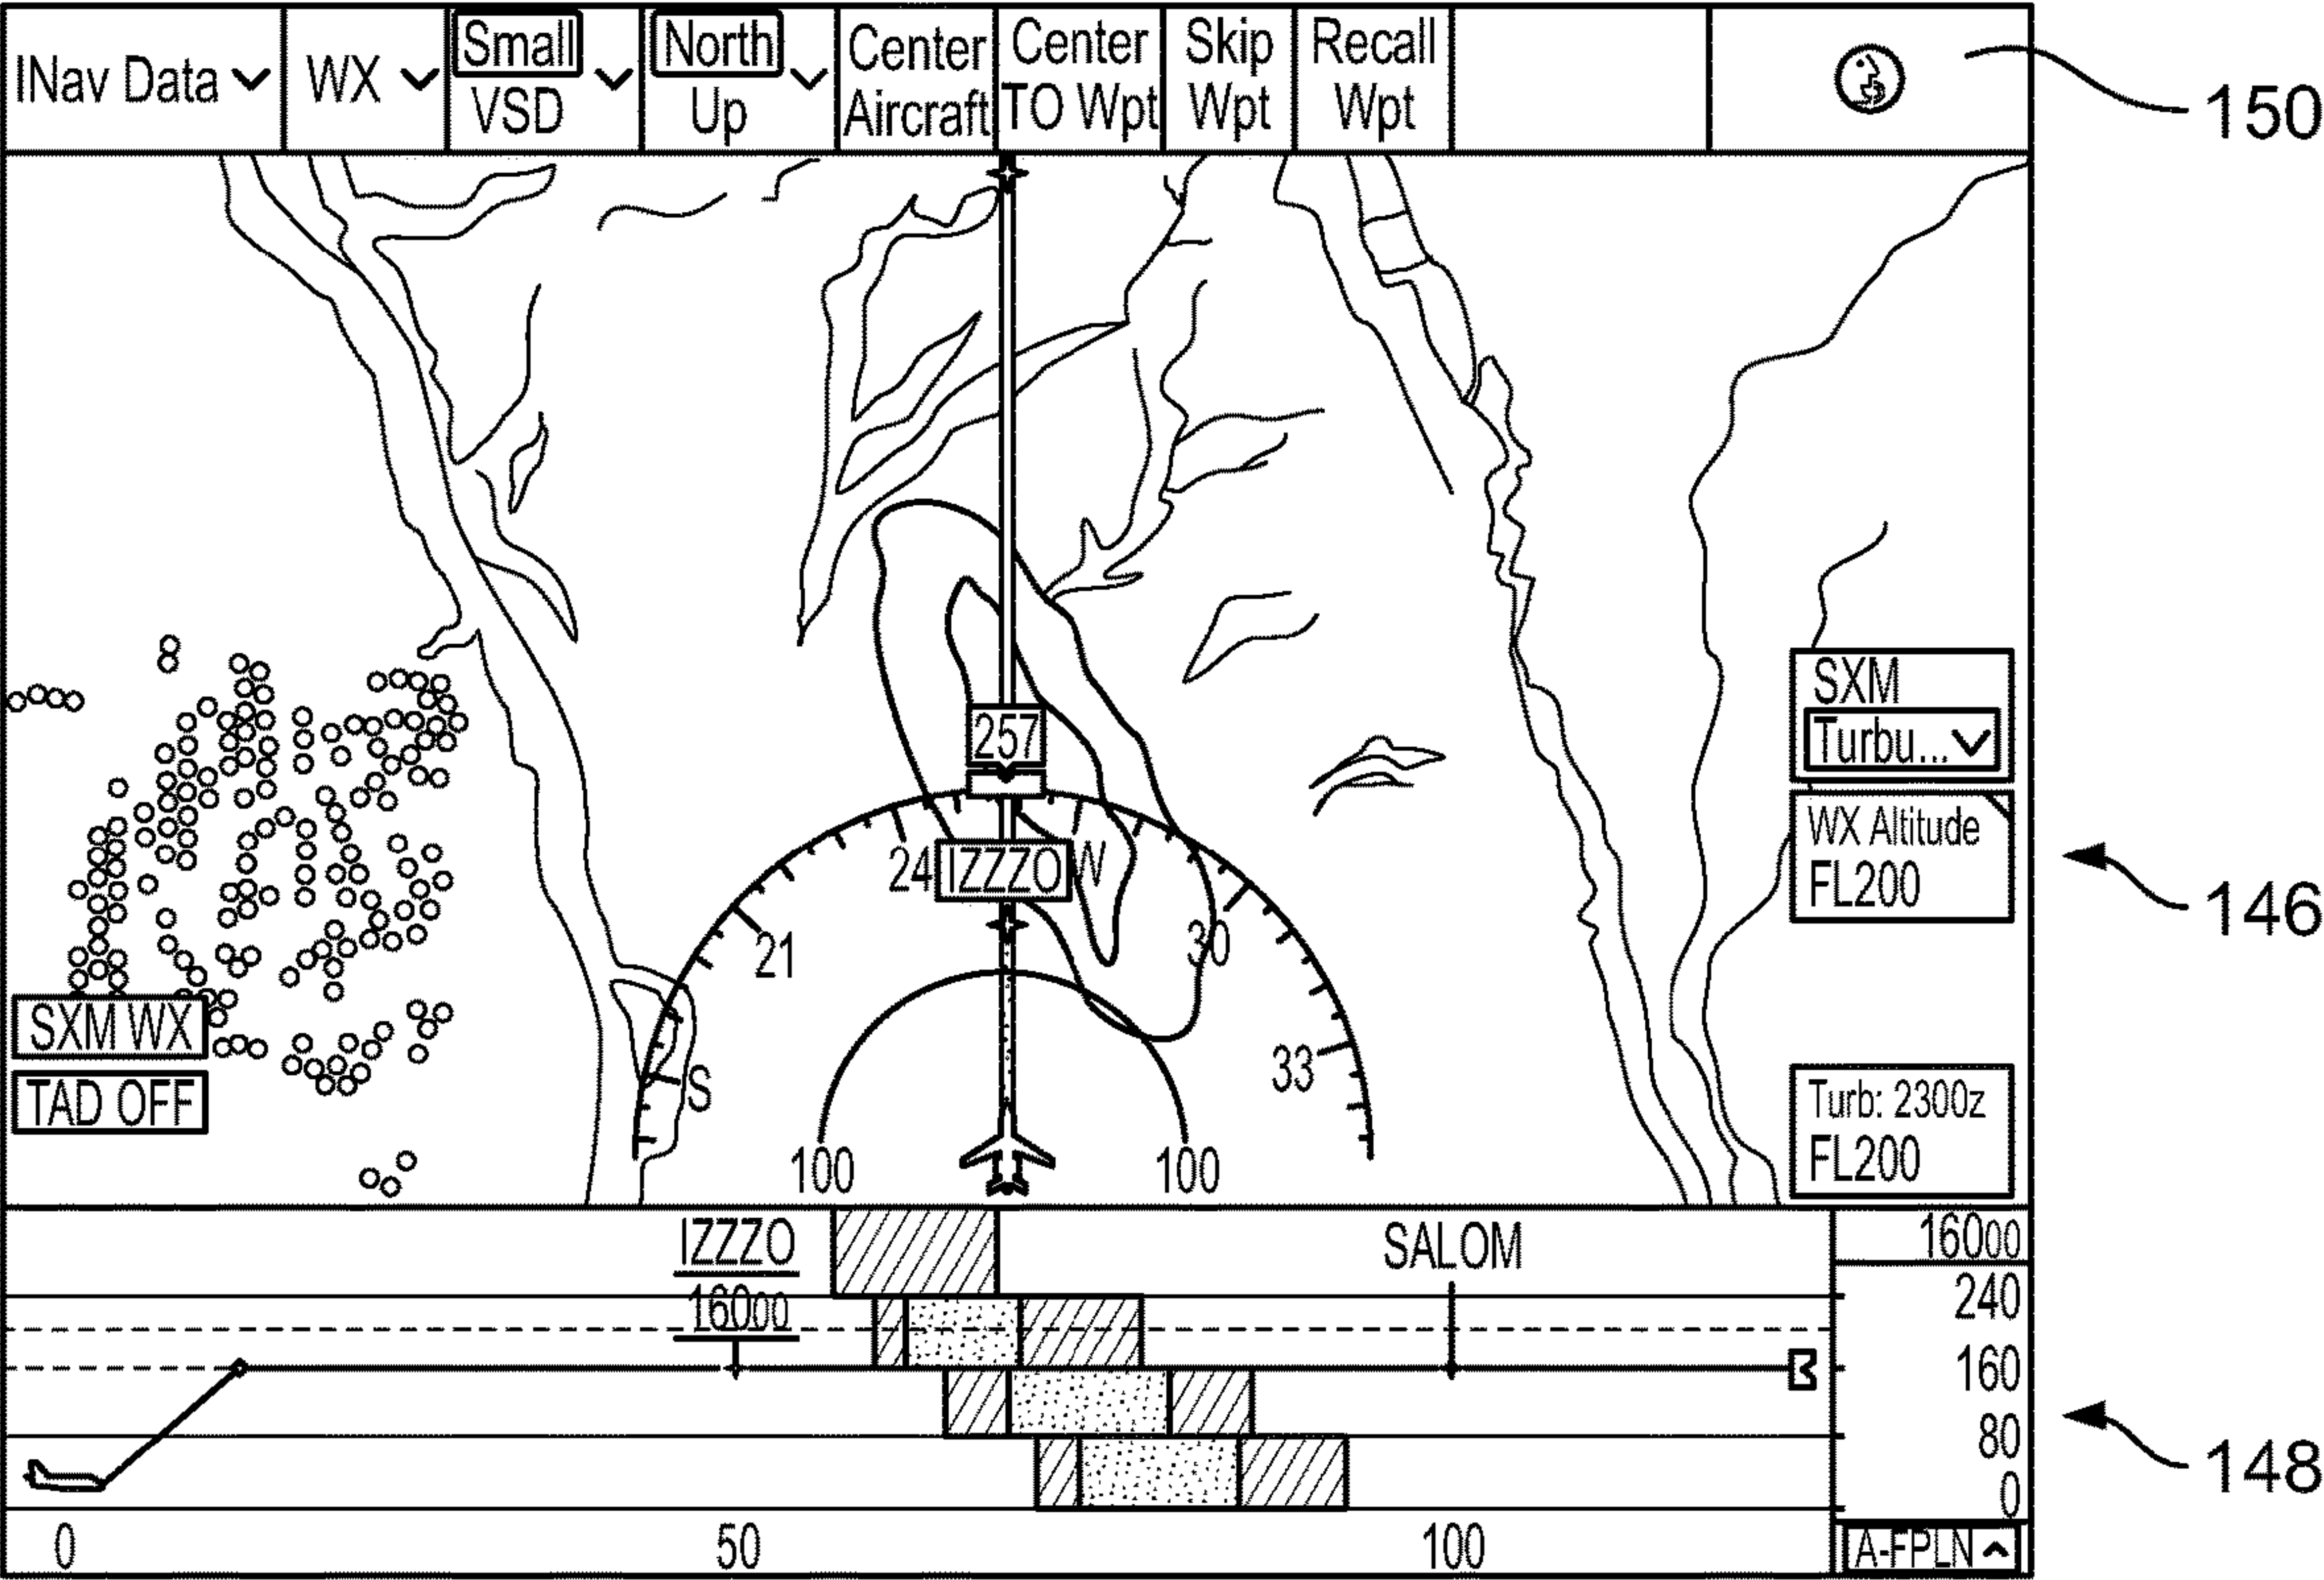 INav Data
WX
Small
VSD
North
Up
Center
Aircraft
Center
TO Wpt
Skip
Wpt
Recall
Wpt
150
257
24
IZZZO
W
21
30
S
33
100
100
SXM WX
TAD OFF
SXM
Turbu...
WX Altitude
FL200
146
Turb: 2300z
FL200
IZZZO
16000
SALOM
16000
240
160
80
0
148
0
50
100
A-FPLN